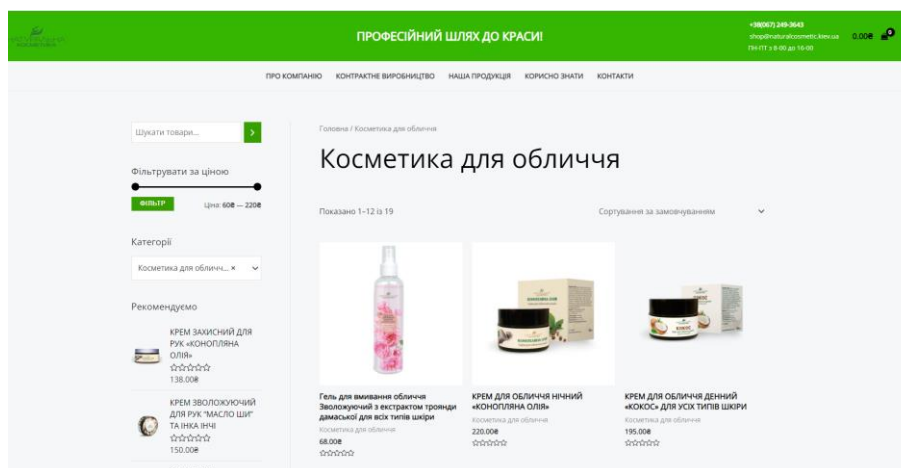 НАТУРАЛЬНА
КОСМЕТИКА
ПРОФЕСІЙНИЙ ШЛЯХ ДО КРАСИ!
+38(067) 249-3643
shop@naturalcosmetic.kiev.ua
ПН-ПТ з 8-00 до 16-00
0.00₴
0
ПРО КОМПАНІЮ КОНТРАКТНЕ ВИРОБНИЦТВО НАША ПРОДУКЦІЯ КОРИСНО ЗНАТИ КОНТАКТИ
Шукати товари...
Фільтрувати за ціною
ФІЛЬТР
Ціна: 60₴ — 220₴
Категорії
Косметика для обличч... ×
Рекомендуємо
КРЕМ ЗАХИСНИЙ ДЛЯ
РУК «КОНОПЛЯНА
ОЛІЯ»
138.00₴
КРЕМ ЗВОЛОЖУЮЧИЙ
ДЛЯ РУК "МАСЛО ШИ"
ТА ІНКА ІНЧІ
150.00₴
Головна / Косметика для обличчя
Косметика для обличчя
Показано 1–12 із 19
Сортування за замовчуванням
КОКОС
Гель для вмивання обличчя
Зволожуючий з екстрактом троянди
дамаської для всіх типів шкіри
Косметика для обличчя
68.00₴
КРЕМ ДЛЯ ОБЛИЧЧЯ НІЧНИЙ
«КОНОПЛЯНА ОЛІЯ»
Косметика для обличчя
220.00₴
КРЕМ ДЛЯ ОБЛИЧЧЯ ДЕННИЙ
«КОКОС» ДЛЯ УСІХ ТИПІВ ШКІРИ
Косметика для обличчя
195.00₴